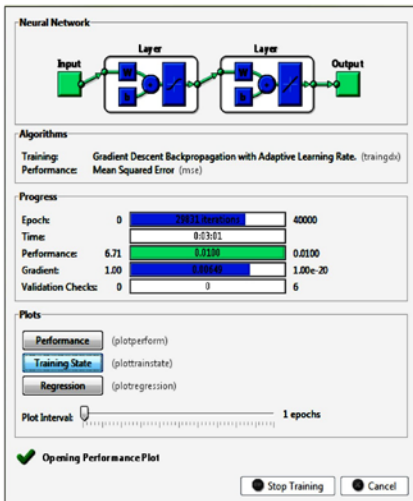 Neural Network
Layer Layer
Input Output
W W
b b
Algorithms
Training: Gradient Descent Backpropagation with Adaptive Learning Rate. (traingdx)
Performance: Mean Squared Error (mse)
Progress
Epoch: 0 iterations 40000
Time: 0:03:01
Performance: 6.71 0.0100 0.0100
Gradient: 1.00 1.00e-20
Validation Checks: 0 0 6
Plots
Performance (plotperform)
Training State (plottrainstate)
Regression (plotregression)
Plot Interval: 1 epochs
Opening Performance Plot
Stop Training Cancel